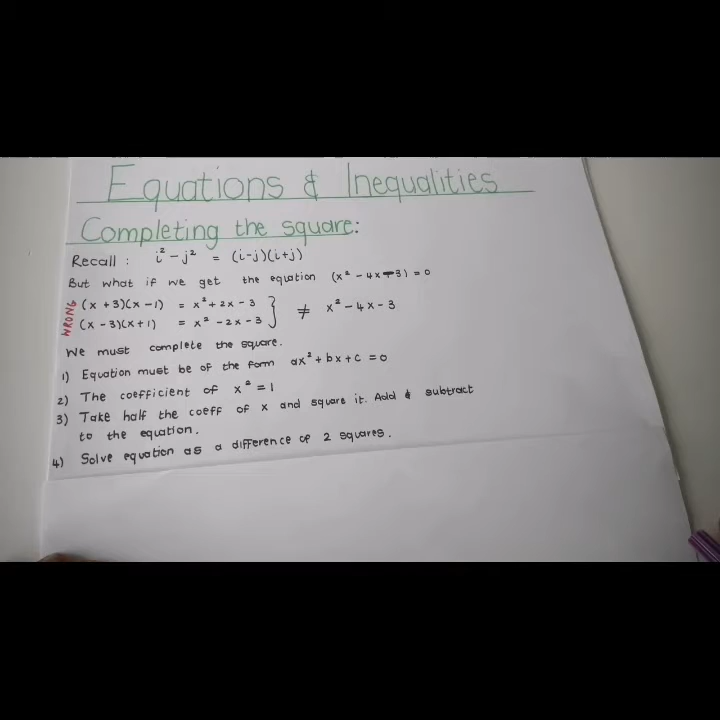 Equations & Inequalities
Completing the square:
Recall : i² - j² = (i-j)(i+j)
But what if we get the equation (x² - 4x - 3) = 0
WRONG
(x + 3)(x - 1) = x² + 2x - 3
(x - 3)(x + 1) = x² - 2x - 3 } ≠ x² - 4x - 3
We must complete the square.
1) Equation must be of the form ax² + bx + c = 0
2) The coefficient of x² = 1
3) Take half the coeff of x and square it. Add & subtract
to the equation.
4) Solve equation as a difference of 2 squares.